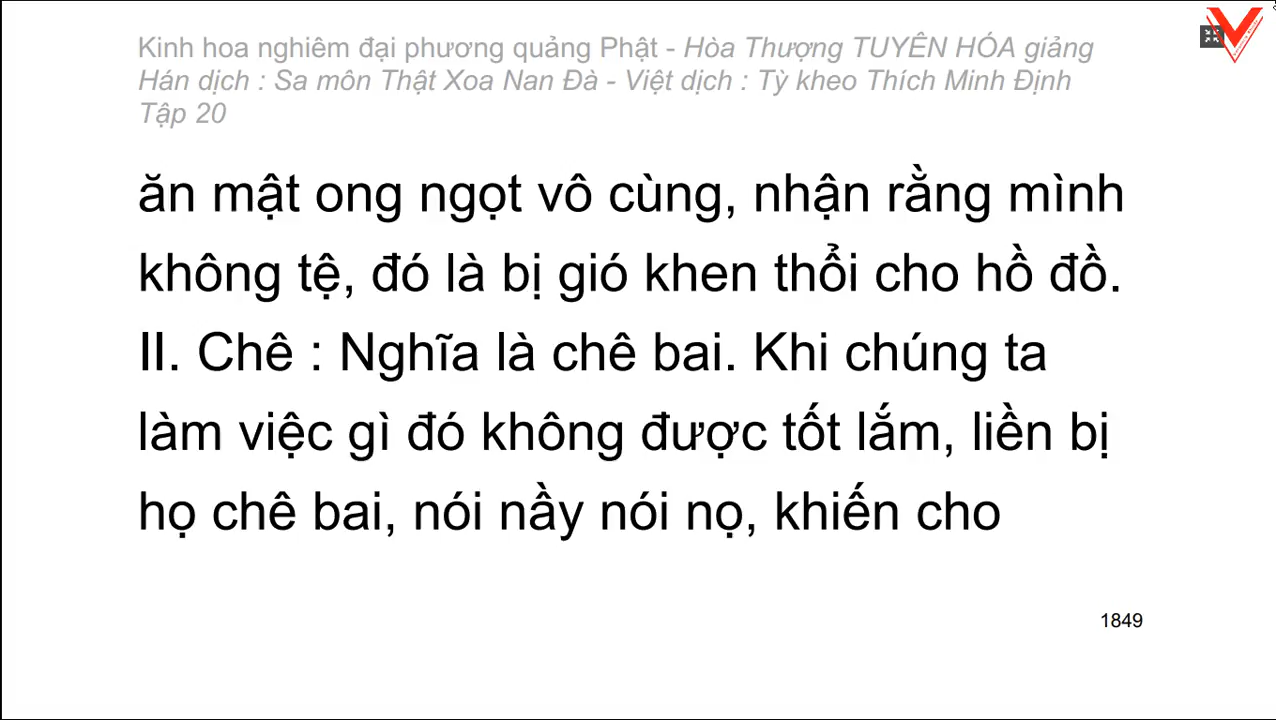 Kinh hoa nghiêm đại phương quảng Phật - Hòa Thượng TUYÊN HÓA giảng
Hán dịch : Sa môn Thật Xoa Nan Đà - Việt dịch : Tỳ kheo Thích Minh Định
Tập 20
ăn mật ong ngọt vô cùng, nhận rằng mình
không tệ, đó là bị gió khen thổi cho hồ đồ.
II. Chê : Nghĩa là chê bai. Khi chúng ta
làm việc gì đó không được tốt lắm, liền bị
họ chê bai, nói nầy nói nọ, khiến cho
1849